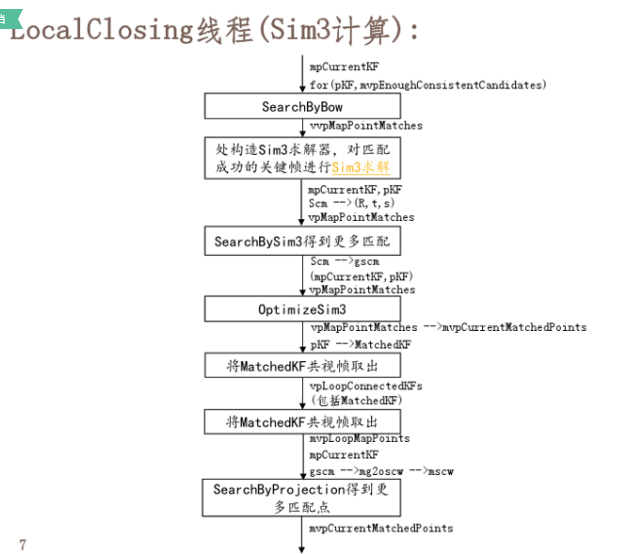 档
LocalClosing线程(Sim3计算):
mpCurrentKF
for(pKF,mvpEnoughConsistentCandidates)
SearchByBow
vvpMapPointMatches
处构造Sim3求解器，对匹配
成功的关键帧进行Sim3求解
mpCurrentKF,pKF
Scm -->(R,t,s)
vpMapPointMatches
SearchBySim3得到更多匹配
Scm -->gscm
(mpCurrentKF,pKF)
vpMapPointMatches
OptimizeSim3
vpMapPointMatches -->mvpCurrentMatchedPoints
pKF -->MatchedKF
将MatchedKF共视帧取出
vpLoopConnectedKFs
(包括MatchedKF)
将MatchedKF共视帧取出
mvpLoopMapPoints
mpCurrentKF
gscm -->mg2oscw -->mscw
SearchByProjection得到更
多匹配点
mvpCurrentMatchedPoints
7